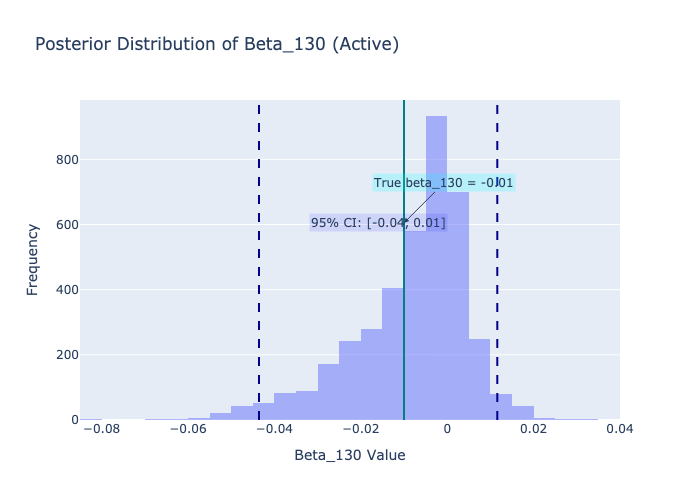 Posterior Distribution of Beta_130 (Active)
800
600
400
200
0
Frequency
True beta_130 = -0.01
95% CI: [-0.04, 0.01]
−0.08
−0.06
−0.04
−0.02
0
0.02
0.04
Beta_130 Value